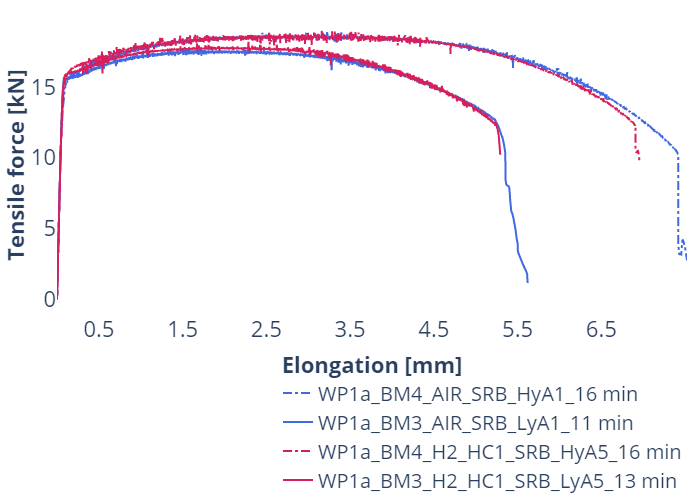 Tensile force [kN]
15
10
5
0
0.5 1.5 2.5 3.5 4.5 5.5 6.5
Elongation [mm]
WP1a_BM4_AIR_SRB_HyA1_16 min
WP1a_BM3_AIR_SRB_LyA1_11 min
WP1a_BM4_H2_HC1_SRB_HyA5_16 min
WP1a_BM3_H2_HC1_SRB_LyA5_13 min